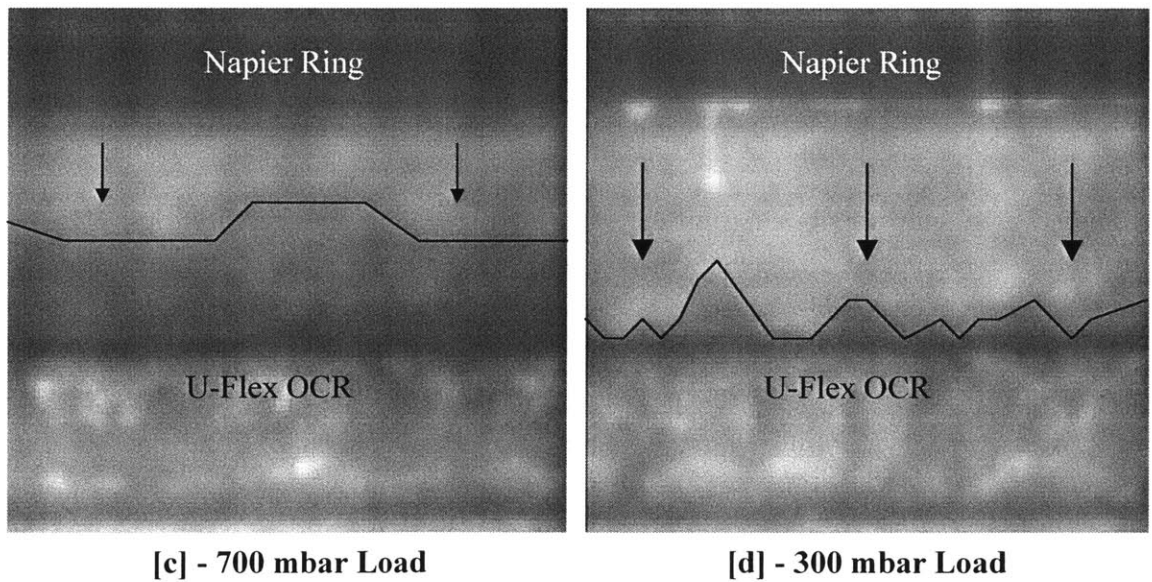 Napier Ring
U-Flex OCR
[c] - 700 mbar Load
Napier Ring
U-Flex OCR
[d] - 300 mbar Load